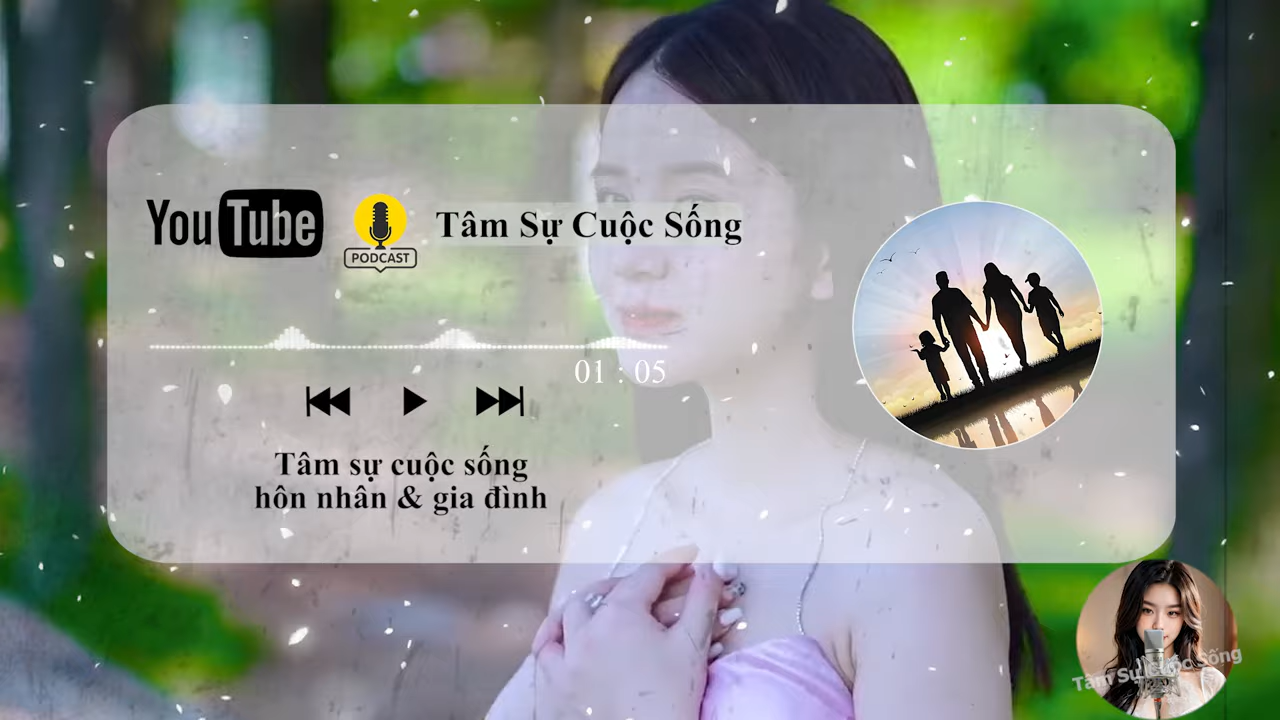 YouTube
PODCAST
Tâm Sự Cuộc Sống
01 : 05
Tâm sự cuộc sống
hôn nhân & gia đình
Tâm Sự Cuộc Sống